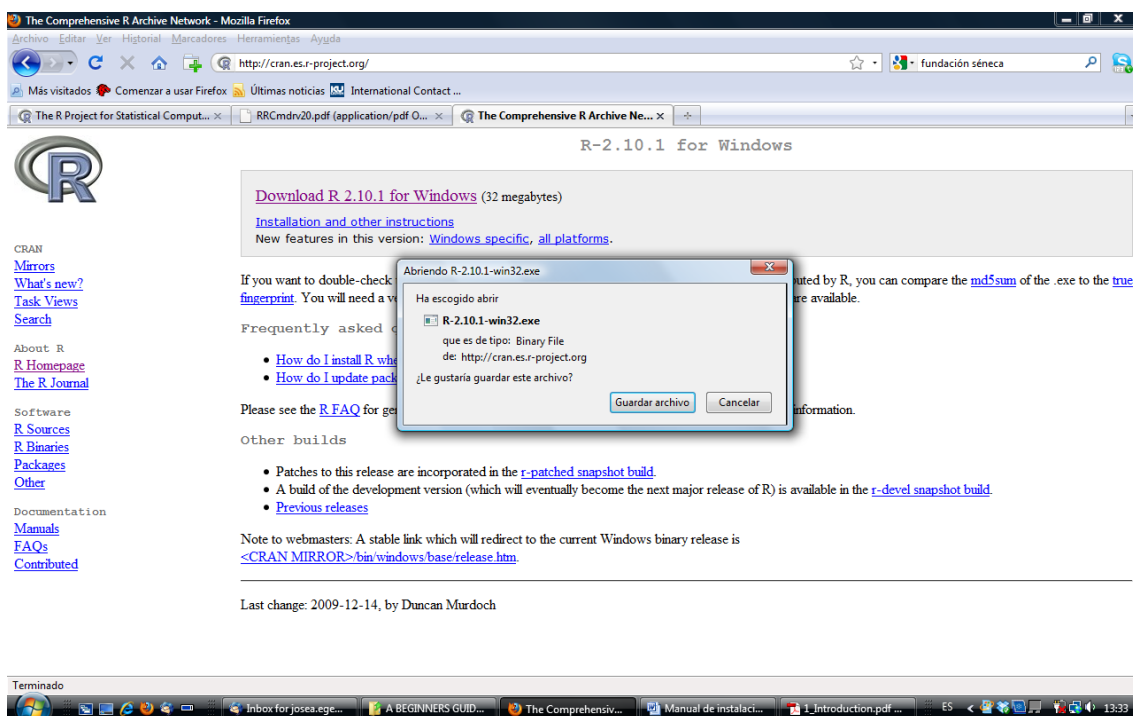 The Comprehensive R Archive Network - Mozilla Firefox
Archivo Editar Ver Historial Marcadores Herramientas Ayuda
http://cran.es.r-project.org/
fundación séneca
Más visitados Comenzar a usar Firefox Últimas noticias International Contact ...
The R Project for Statistical Comput... RRCmdrv20.pdf (application/pdf O... The Comprehensive R Archive Ne...
R
R-2.10.1 for Windows
Download R 2.10.1 for Windows (32 megabytes)
Installation and other instructions
New features in this version: Windows specific, all platforms.
CRAN
Mirrors
What's new?
Task Views
Search
About R
R Homepage
The R Journal
Software
R Sources
R Binaries
Packages
Other
Documentation
Manuals
FAQs
Contributed
If you want to double-check
uted by R, you can compare the md5sum of the .exe to the true
fingerprint. You will need a
are available.
Frequently asked
How do I install R
How do I update
Please see the R FAQ for
information.
Abriendo R-2.10.1-win32.exe
Ha escogido abrir
R-2.10.1-win32.exe
que es de tipo: Binary File
de: http://cran.es.r-project.org
¿Le gustaría guardar este archivo?
Guardar archivo Cancelar
Other builds
Patches to this release are incorporated in the r-patched snapshot build.
A build of the development version (which will eventually become the next major release of R) is available in the r-devel snapshot build.
Previous releases
Note to webmasters: A stable link which will redirect to the current Windows binary release is
<CRAN MIRROR>/bin/windows/base/release.htm.
Last change: 2009-12-14, by Duncan Murdoch
Terminado
Inbox for josea.ege... A BEGINNERS GUID... The Comprehensiv... Manual de instalaci... 1_Introduction.pdf ... ES 13:33